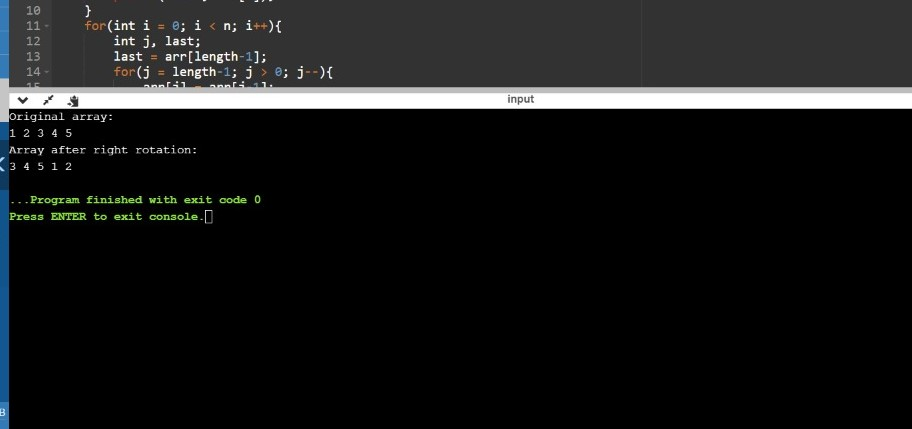 10 }
11 for(int i = 0; i < n; i++){
12 int j, last;
13 last = arr[length-1];
14 for(j = length-1; j > 0; j--){
input
Original array:
1 2 3 4 5
Array after right rotation:
3 4 5 1 2
...Program finished with exit code 0
Press ENTER to exit console.
B